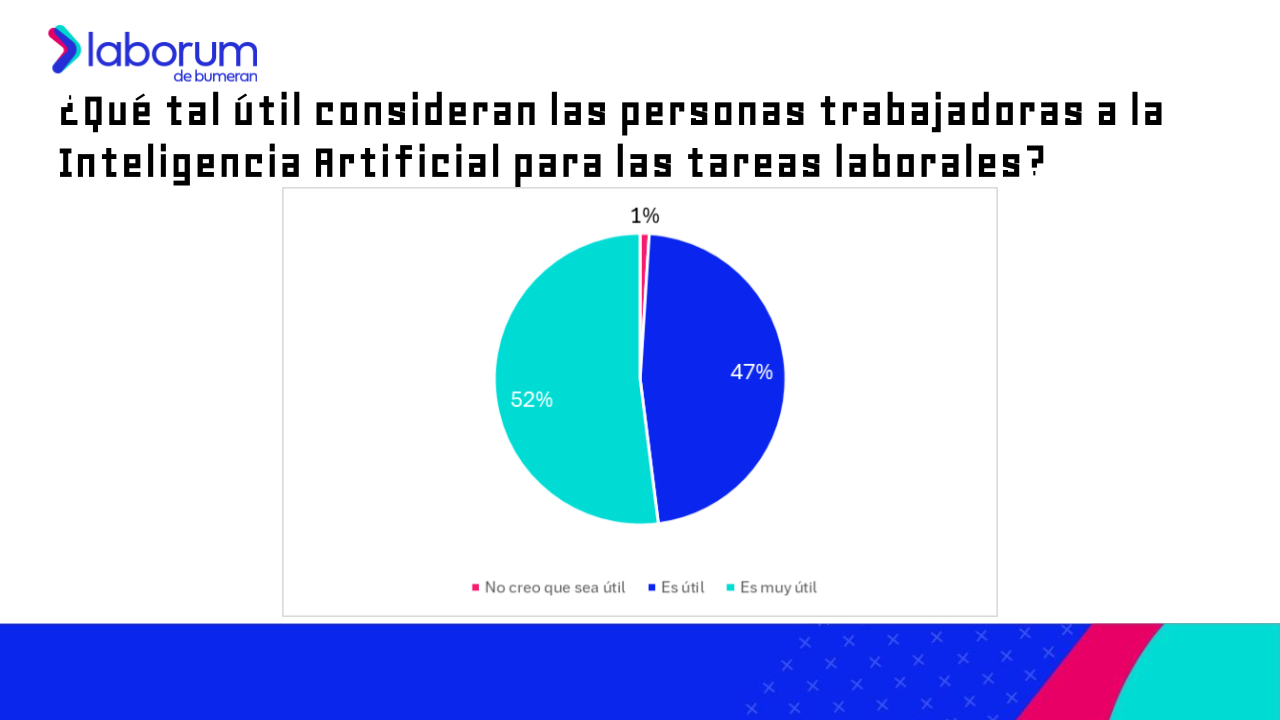 laborum
de bumeran
¿Qué tal útil consideran las personas trabajadoras a la
Inteligencia Artificial para las tareas laborales?
1%
47%
52%
No creo que sea útil Es útil Es muy útil